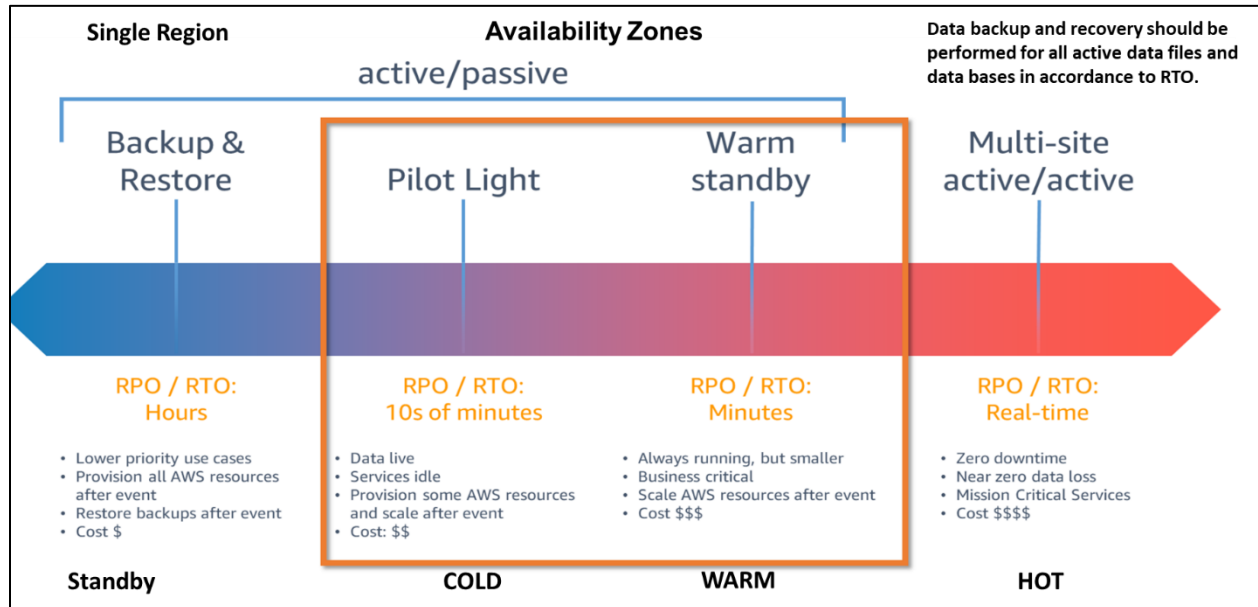 Single Region
Availability Zones
Data backup and recovery should be
performed for all active data files and
data bases in accordance to RTO.
active/passive
Backup &
Restore
Pilot Light
Warm
standby
Multi-site
active/active
RPO / RTO:
Hours
RPO / RTO:
10s of minutes
RPO / RTO:
Minutes
RPO / RTO:
Real-time
• Lower priority use cases
• Provision all AWS resources
after event
• Restore backups after event
• Cost $
• Data live
• Services idle
• Provision some AWS resources
and scale after event
• Cost: $$
• Always running, but smaller
• Business critical
• Scale AWS resources after event
• Cost $$$
• Zero downtime
• Near zero data loss
• Mission Critical Services
• Cost $$$$
Standby
COLD
WARM
HOT